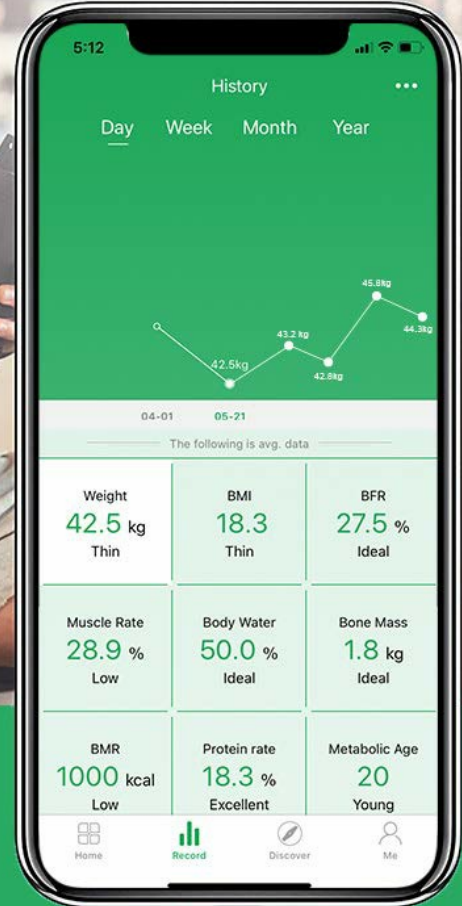 5:12
History
Day Week Month Year
45.8kg
44.3kg
43.2 kg
42.5kg
42.8kg
04-01 05-21
The following is avg. data
Weight BMI BFR
42.5 kg 18.3 27.5 %
Thin Thin Ideal
Muscle Rate Body Water Bone Mass
28.9 % 50.0 % 1.8 kg
Low Ideal Ideal
BMR Protein rate Metabolic Age
1000 kcal 18.3 % 20
Low Excellent Young
Home Record Discover Me